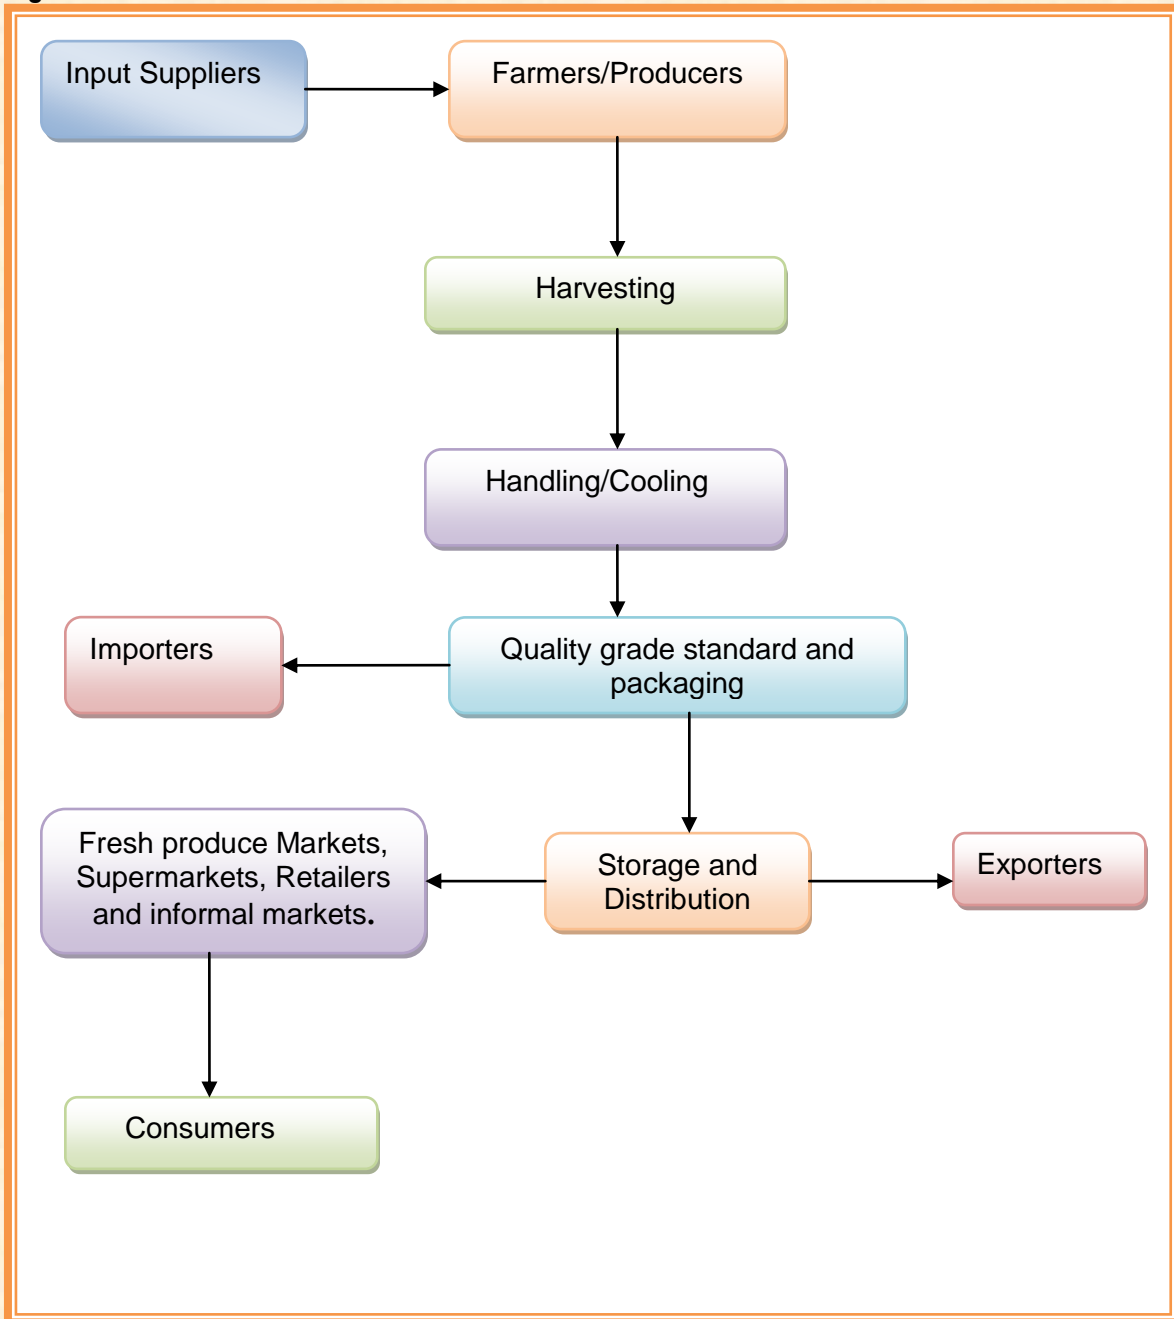 Input Suppliers
Farmers/Producers
Harvesting
Handling/Cooling
Importers
Quality grade standard and
packaging
Fresh produce Markets,
Supermarkets, Retailers
and informal markets.
Storage and
Distribution
Exporters
Consumers